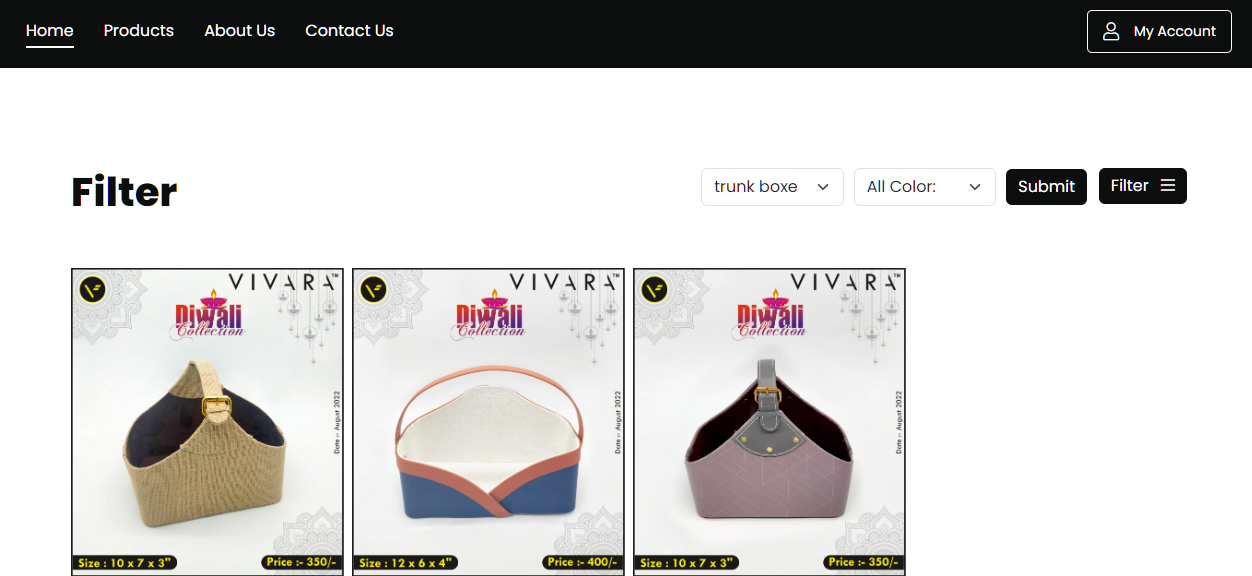 Home Products About Us Contact Us My Account
Filter trunk boxe All Color: Submit Filter
VIVARA™
Diwali
Collection
Date :- August 2022
Size : 10 x 7 x 3" Price :- 350/-
VIVARA™
Diwali
Collection
Date :- August 2022
Size : 12 x 6 x 4" Price :- 400/-
VIVARA™
Diwali
Collection
Date :- August 2022
Size : 10 x 7 x 3" Price :- 350/-